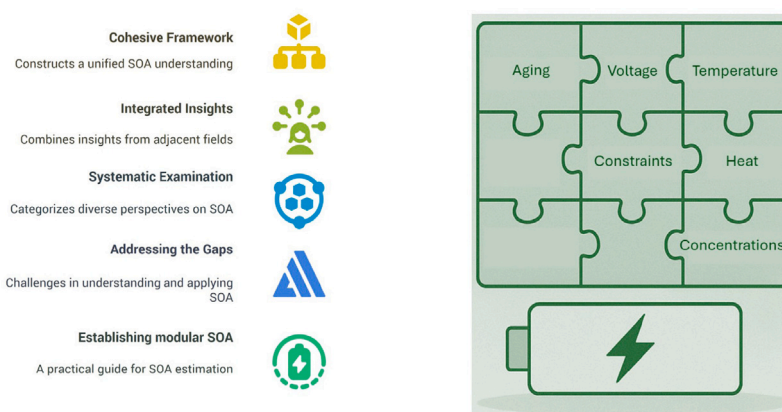 Cohesive Framework
Constructs a unified SOA understanding
Integrated Insights
Combines insights from adjacent fields
Systematic Examination
Categorizes diverse perspectives on SOA
Addressing the Gaps
Challenges in understanding and applying
SOA
Establishing modular SOA
A practical guide for SOA estimation
Aging Voltage Temperature
Constraints Heat
Concentrations